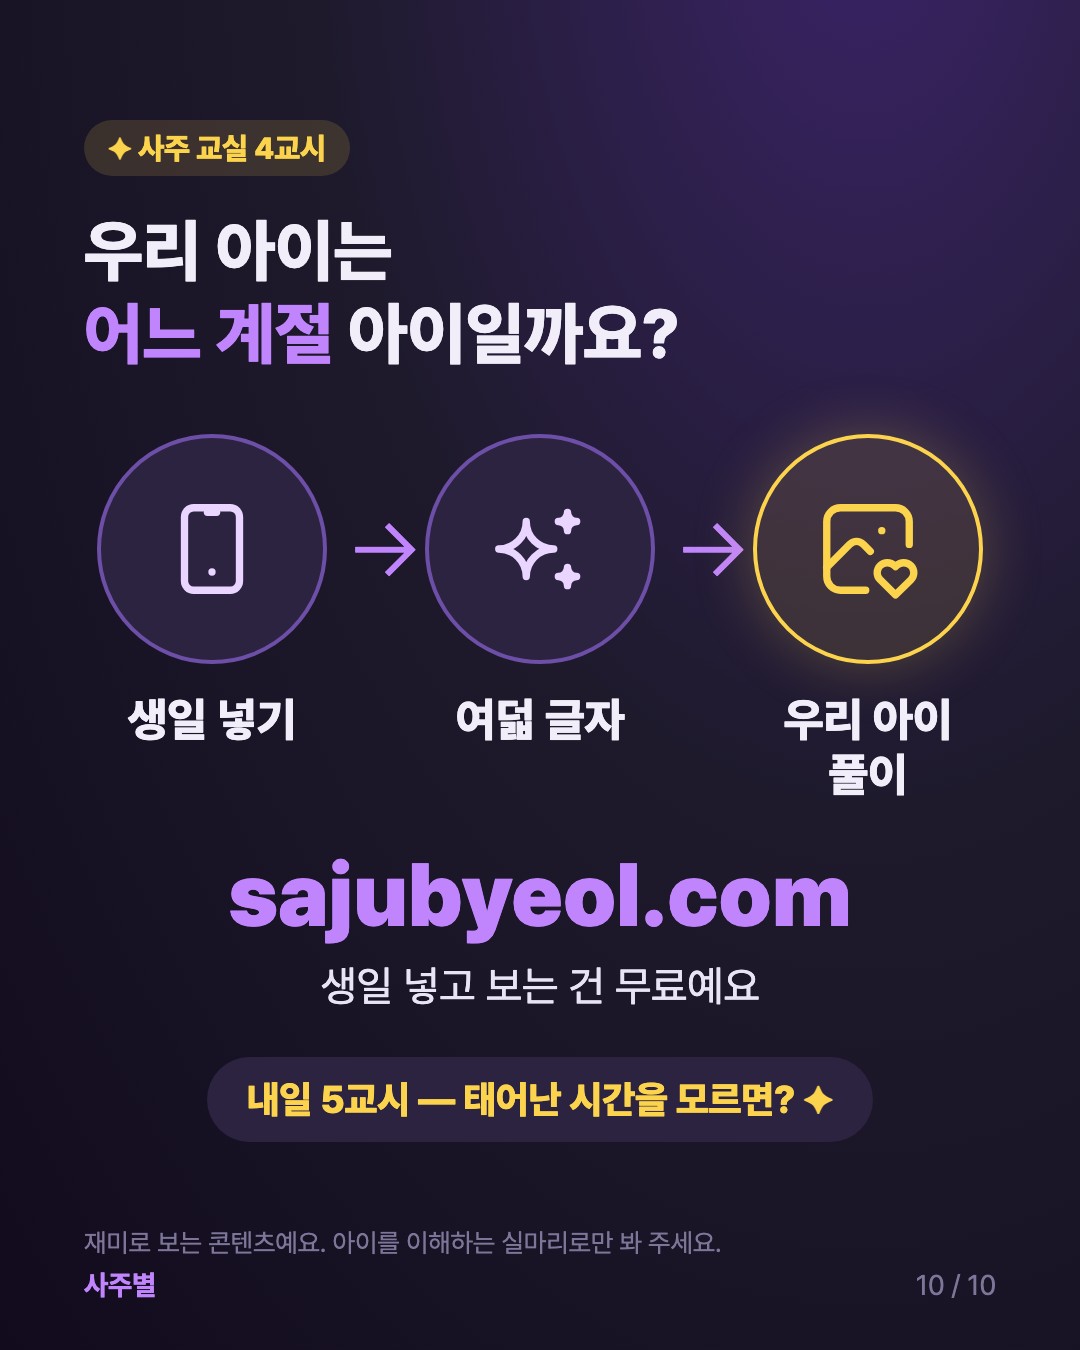 ✦ 사주 교실 4교시
우리 아이는
어느 계절 아이일까요?
생일 넣기
여덟 글자
우리 아이
풀이
sajubyeol.com
생일 넣고 보는 건 무료예요
내일 5교시 — 태어난 시간을 모르면? ✦
재미로 보는 콘텐츠예요. 아이를 이해하는 실마리로만 봐 주세요.
사주별
10 / 10